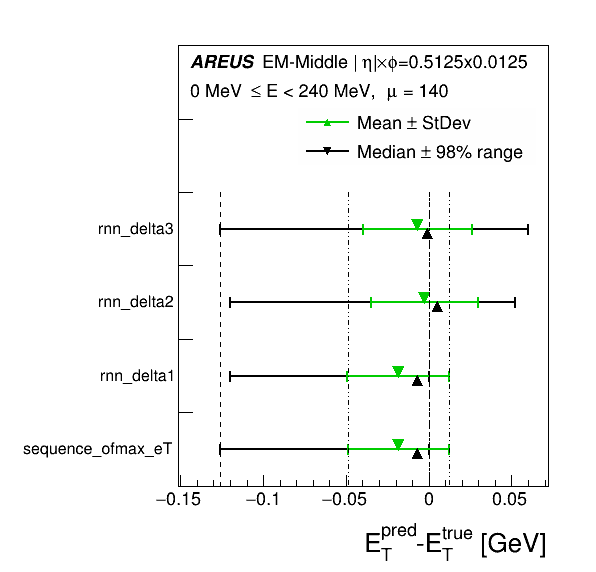 AREUS EM-Middle | η|×ϕ=0.5125x0.0125
0 MeV ≤ E < 240 MeV, μ = 140
Mean ± StDev
Median ± 98% range
rnn_delta3
rnn_delta2
rnn_delta1
sequence_ofmax_eT
−0.15 −0.1 −0.05 0 0.05
E_T^pred-E_T^true [GeV]